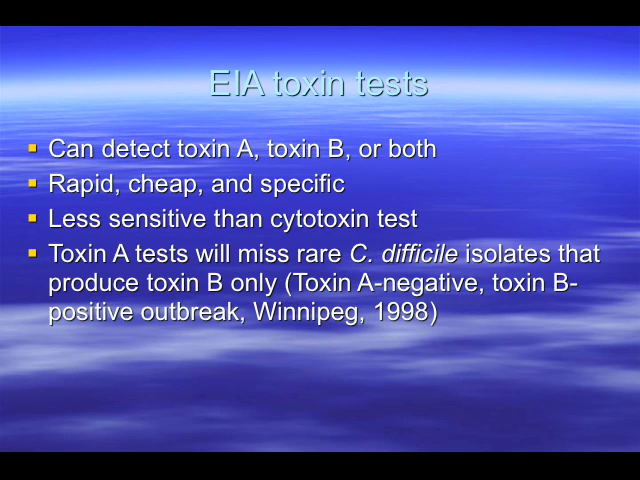 EIA toxin tests
Can detect toxin A, toxin B, or both
Rapid, cheap, and specific
Less sensitive than cytotoxin test
Toxin A tests will miss rare C. difficile isolates that
produce toxin B only (Toxin A-negative, toxin B-
positive outbreak, Winnipeg, 1998)